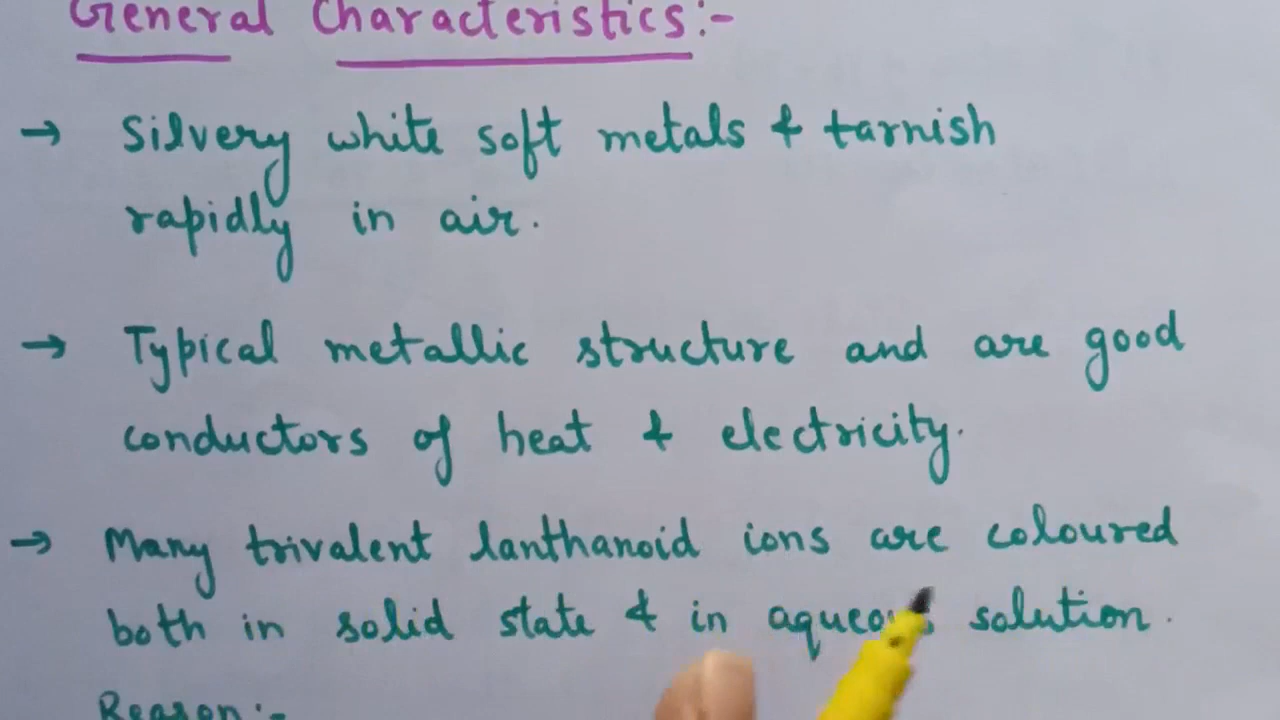 General Characteristics:-
→ Silvery white soft metals & tarnish
rapidly in air.
→ Typical metallic structure and are good
conductors of heat & electricity.
→ Many trivalent lanthanoid ions are coloured
both in solid state & in aqueous solution.
Reason:-